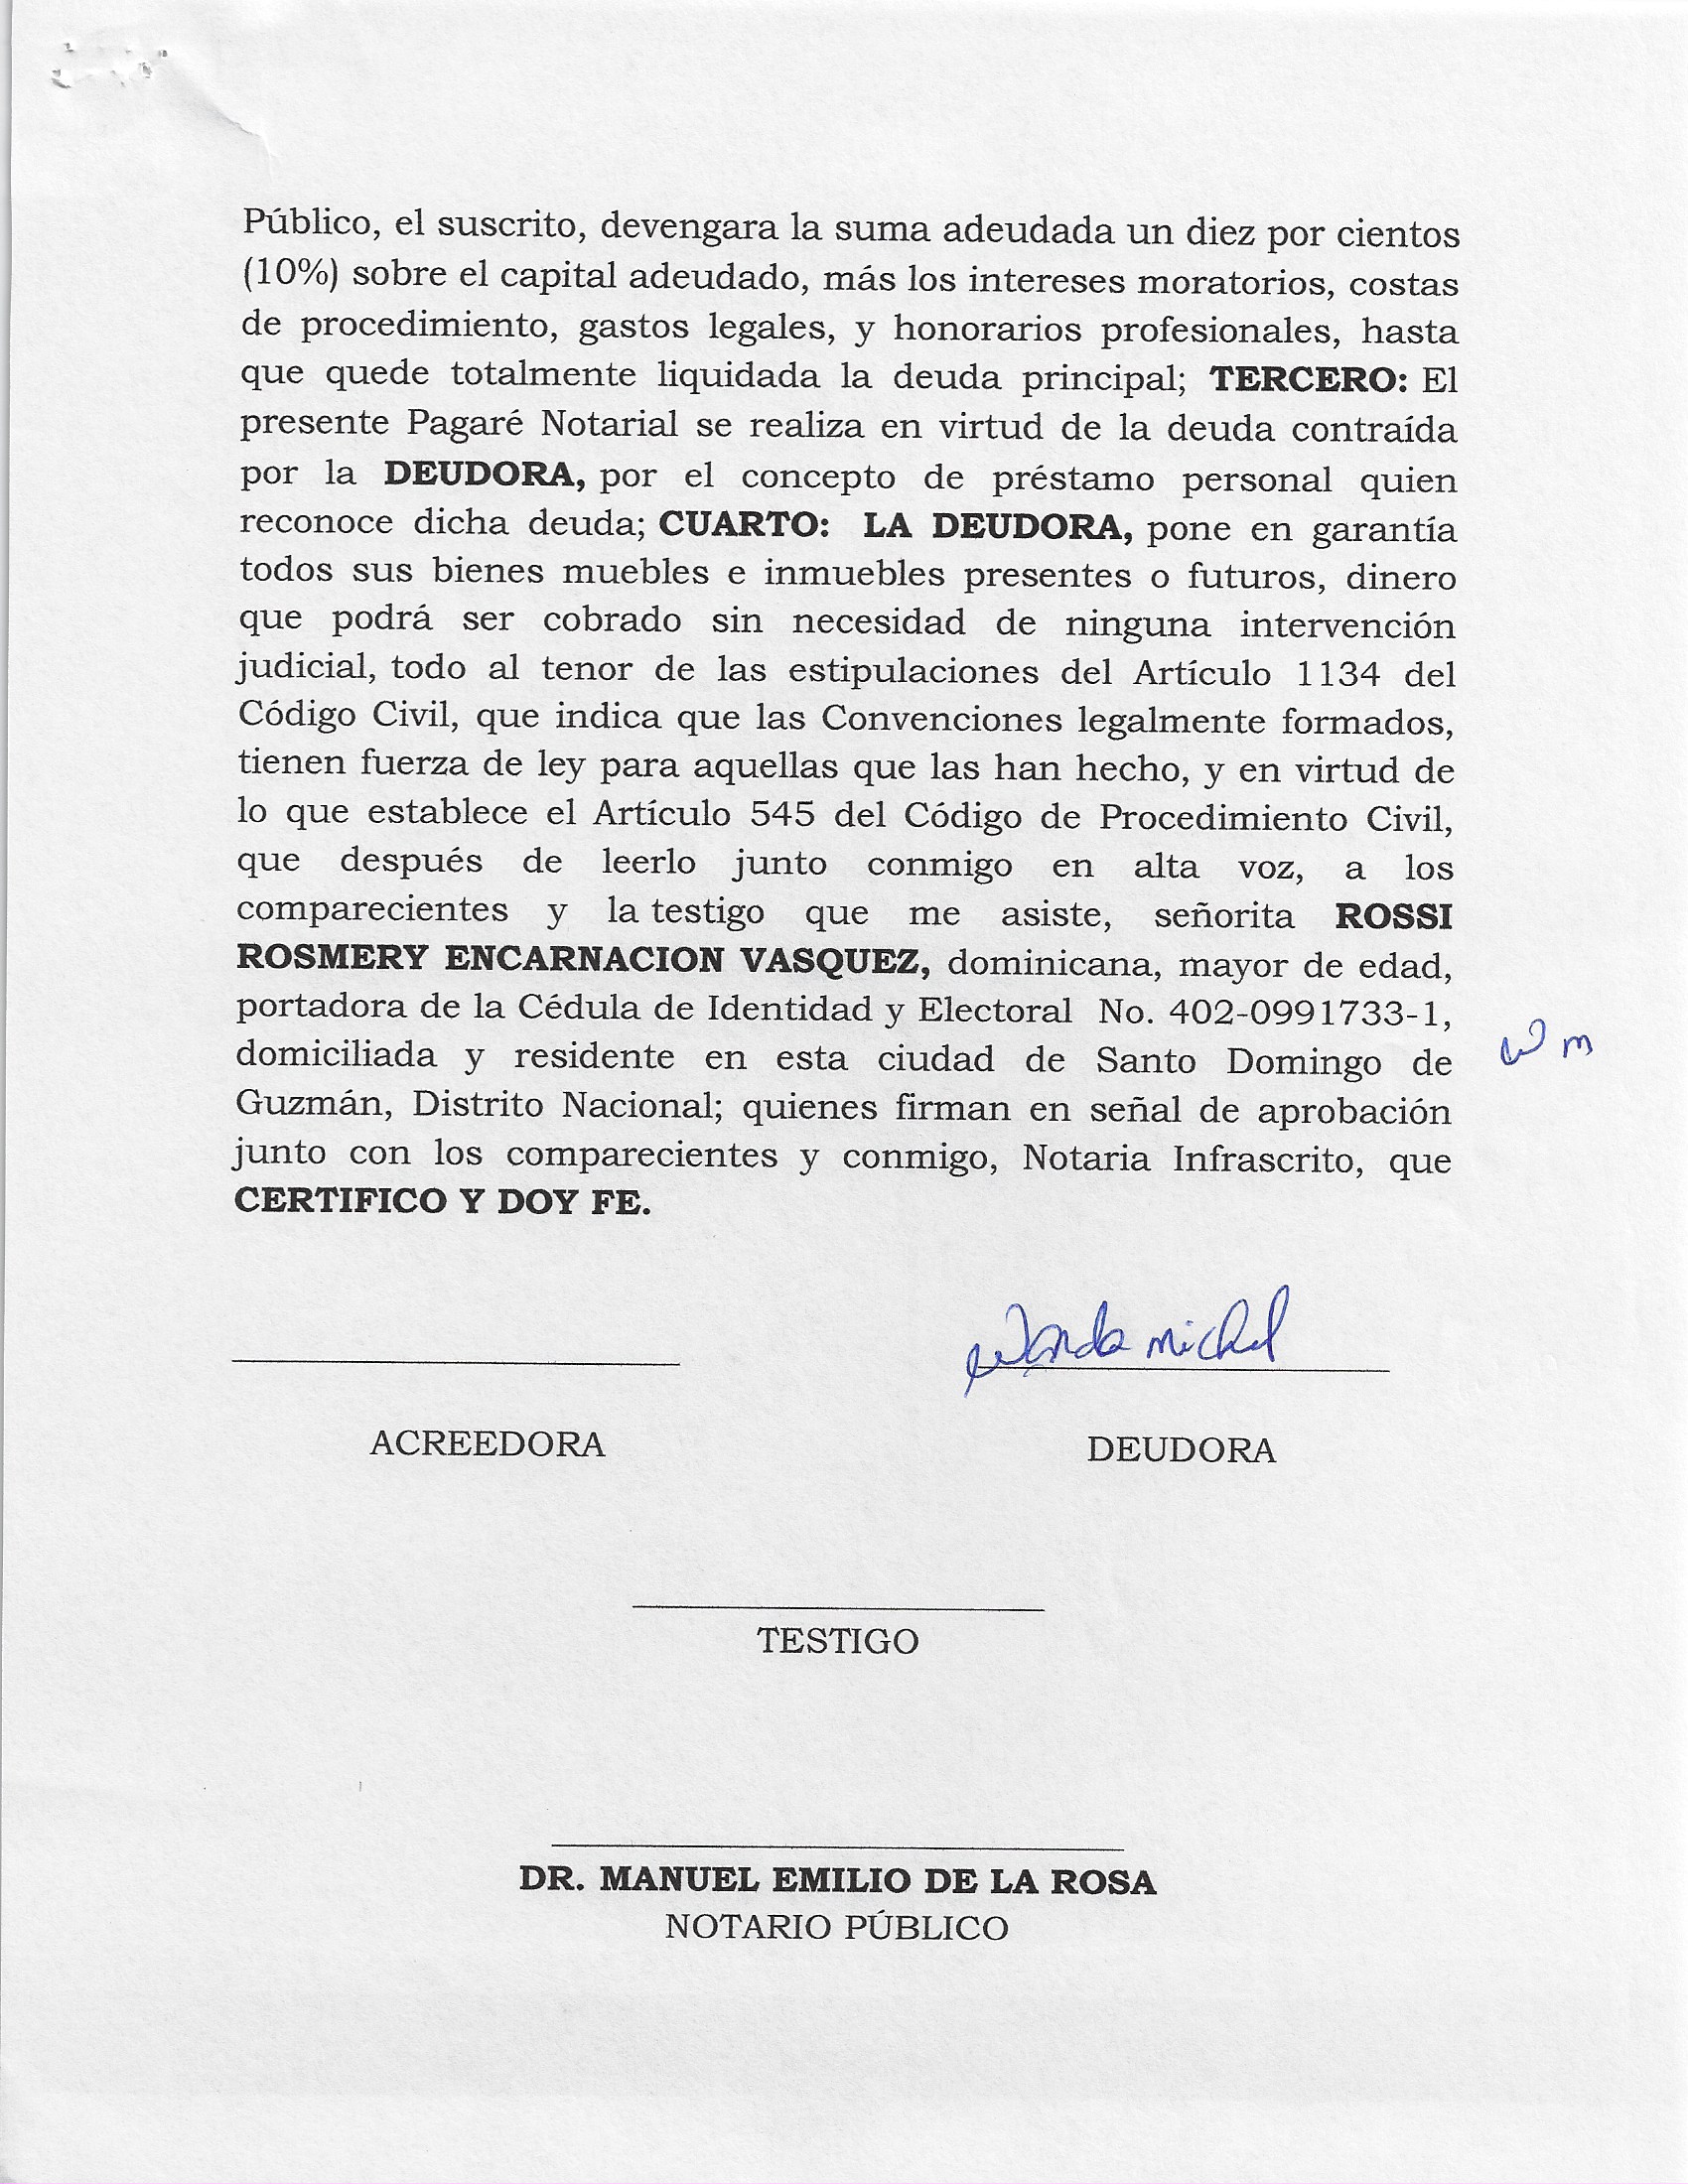 Público, el suscrito, devengara la suma adeudada un diez por cientos
(10%) sobre el capital adeudado, más los intereses moratorios, costas
de procedimiento, gastos legales, y honorarios profesionales, hasta
que quede totalmente liquidada la deuda principal; TERCERO: El
presente Pagaré Notarial se realiza en virtud de la deuda contraída
por la DEUDORA, por el concepto de préstamo personal quien
reconoce dicha deuda; CUARTO: LA DEUDORA, pone en garantía
todos sus bienes muebles e inmuebles presentes o futuros, dinero
que podrá ser cobrado sin necesidad de ninguna intervención
judicial, todo al tenor de las estipulaciones del Artículo 1134 del
Código Civil, que indica que las Convenciones legalmente formados,
tienen fuerza de ley para aquellas que las han hecho, y en virtud de
lo que establece el Artículo 545 del Código de Procedimiento Civil,
que después de leerlo junto conmigo en alta voz, a los
comparecientes y la testigo que me asiste, señorita ROSSI
ROSMERY ENCARNACION VASQUEZ, dominicana, mayor de edad,
portadora de la Cédula de Identidad y Electoral No. 402-0991733-1,
domiciliada y residente en esta ciudad de Santo Domingo de
Guzmán, Distrito Nacional; quienes firman en señal de aprobación
junto con los comparecientes y conmigo, Notaria Infrascrito, que
CERTIFICO Y DOY FE.
W m
Wanda michel
ACREEDORA DEUDORA
TESTIGO
DR. MANUEL EMILIO DE LA ROSA
NOTARIO PÚBLICO